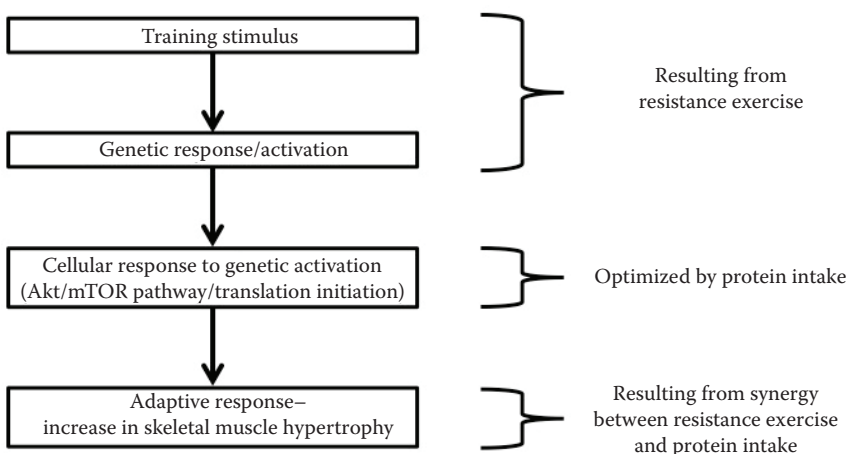 Training stimulus
Genetic response/activation
Resulting from
resistance exercise
Cellular response to genetic activation
(Akt/mTOR pathway/translation initiation)
Optimized by protein intake
Adaptive response–
increase in skeletal muscle hypertrophy
Resulting from synergy
between resistance exercise
and protein intake